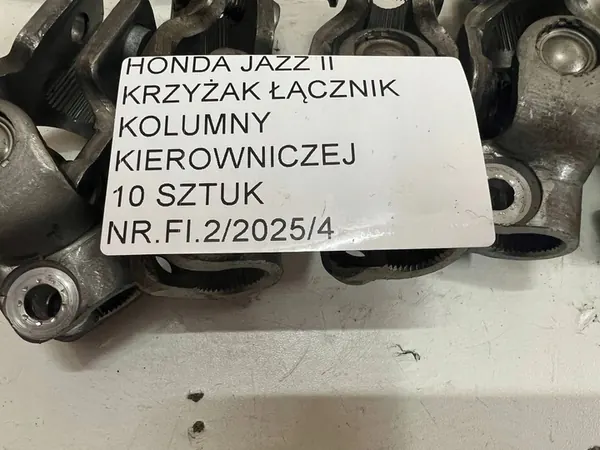 HONDA JAZZ II
KRZYŻAK ŁĄCZNIK
KOLUMNY
KIEROWNICZEJ
10 SZTUK
NR.FI.2/2025/4